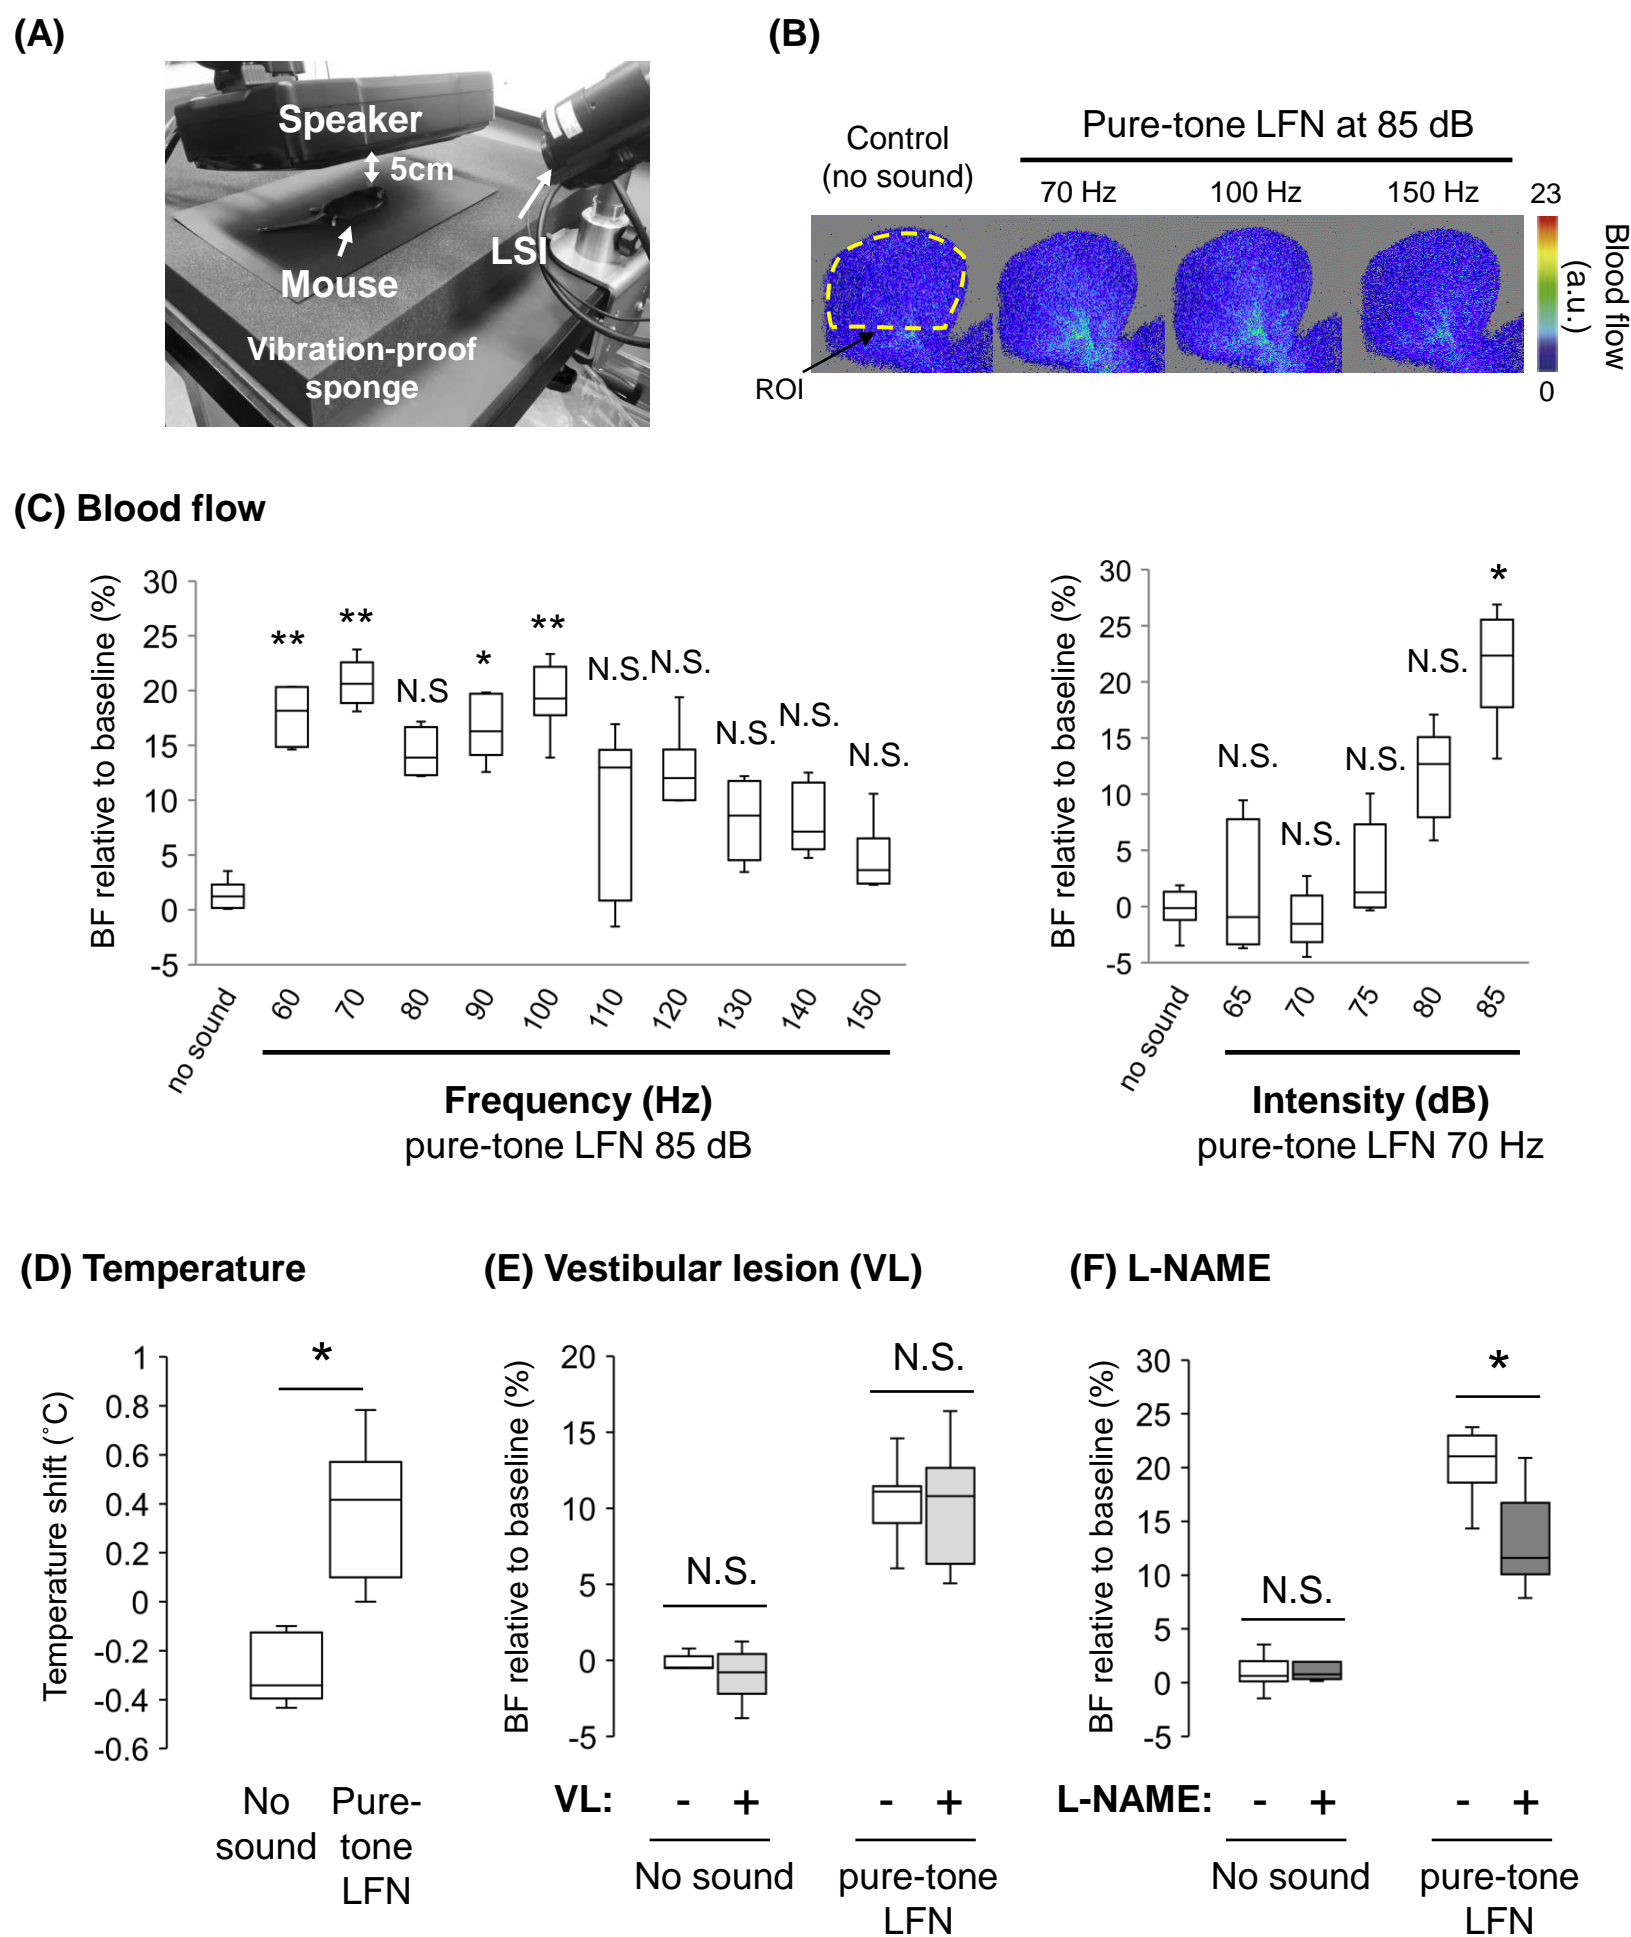 (A)
Speaker
5cm
LSI
Mouse
Vibration-proof
sponge
(B)
Control
(no sound)
Pure-tone LFN at 85 dB
70 Hz
100 Hz
150 Hz
23
0
Blood flow
(a.u.)
ROI
(C) Blood flow
BF relative to baseline (%)
30
25
20
15
10
5
0
-5
**
**
N.S
*
**
N.S.
N.S.
N.S.
N.S.
N.S.
no sound
60
70
80
90
100
110
120
130
140
150
Frequency (Hz)
pure-tone LFN 85 dB
BF relative to baseline (%)
30
25
20
15
10
5
0
-5
N.S.
N.S.
N.S.
N.S.
*
no sound
65
70
75
80
85
Intensity (dB)
pure-tone LFN 70 Hz
(D) Temperature
Temperature shift (˚C)
1
0.8
0.6
0.4
0.2
0
-0.2
-0.4
-0.6
*
No
sound
Pure-
tone
LFN
(E) Vestibular lesion (VL)
BF relative to baseline (%)
20
15
10
5
0
-5
N.S.
N.S.
VL: - + - +
No sound
pure-tone
LFN
(F) L-NAME
BF relative to baseline (%)
30
25
20
15
10
5
0
-5
N.S.
*
L-NAME: - + - +
No sound
pure-tone
LFN